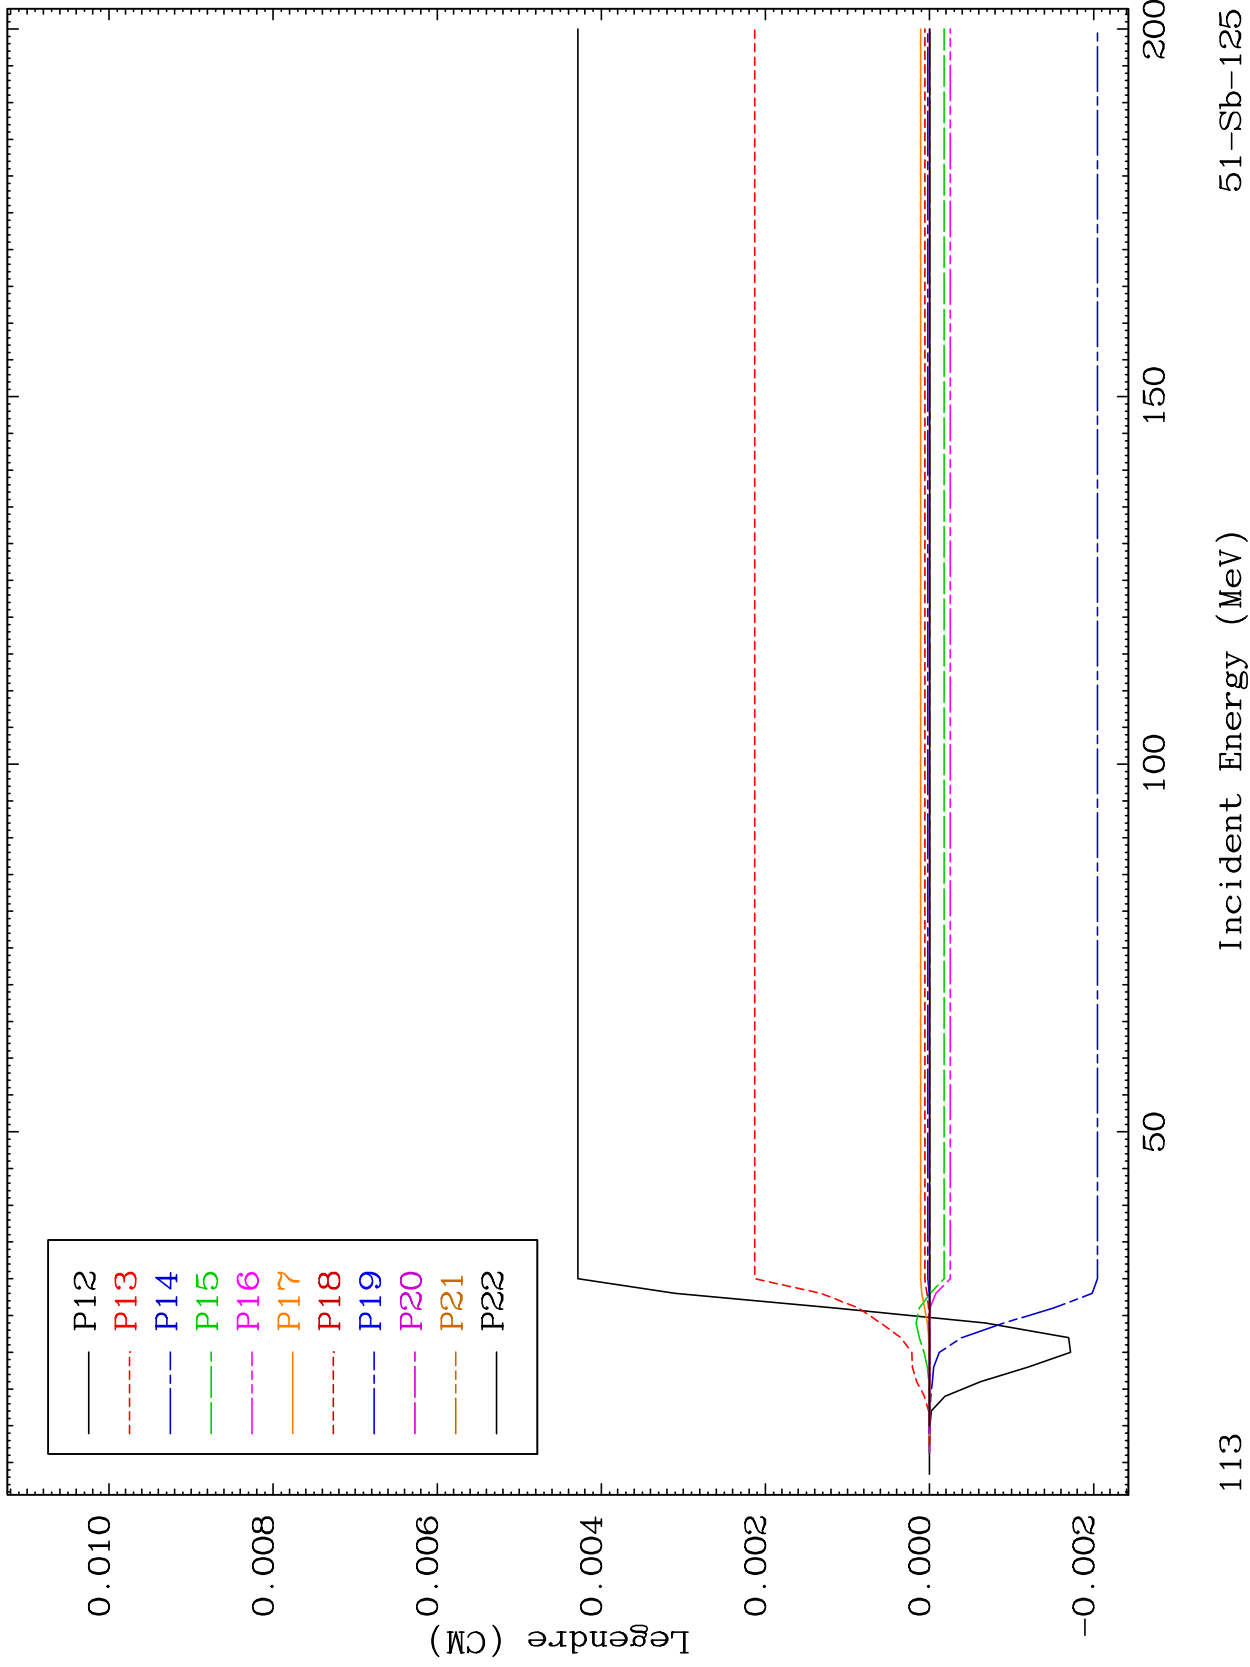 P12
P13
P14
P15
P16
P17
P18
P19
P20
P21
P22
Legendre (CM)
0.010
0.008
0.006
0.004
0.002
0.000
-0.002
50
100
150
200
113
Incident Energy (MeV)
51-Sb-125